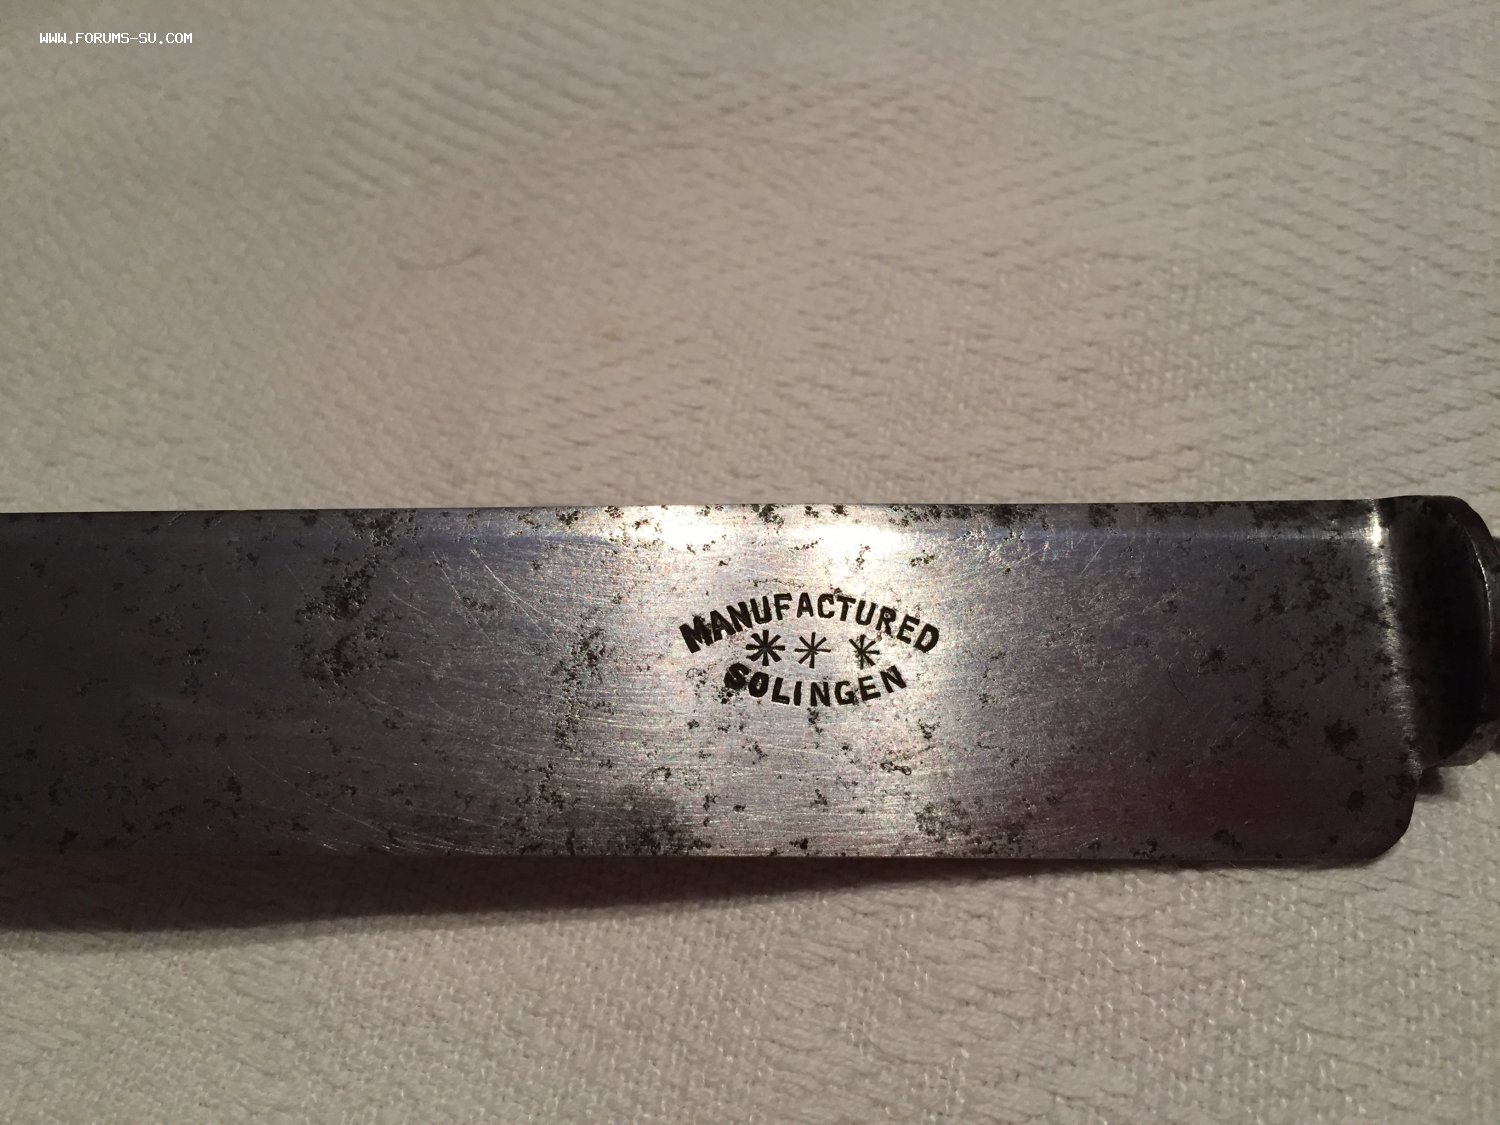 WWW.FORUMS-SU.COM
MANUFACTURED
***
SOLINGEN